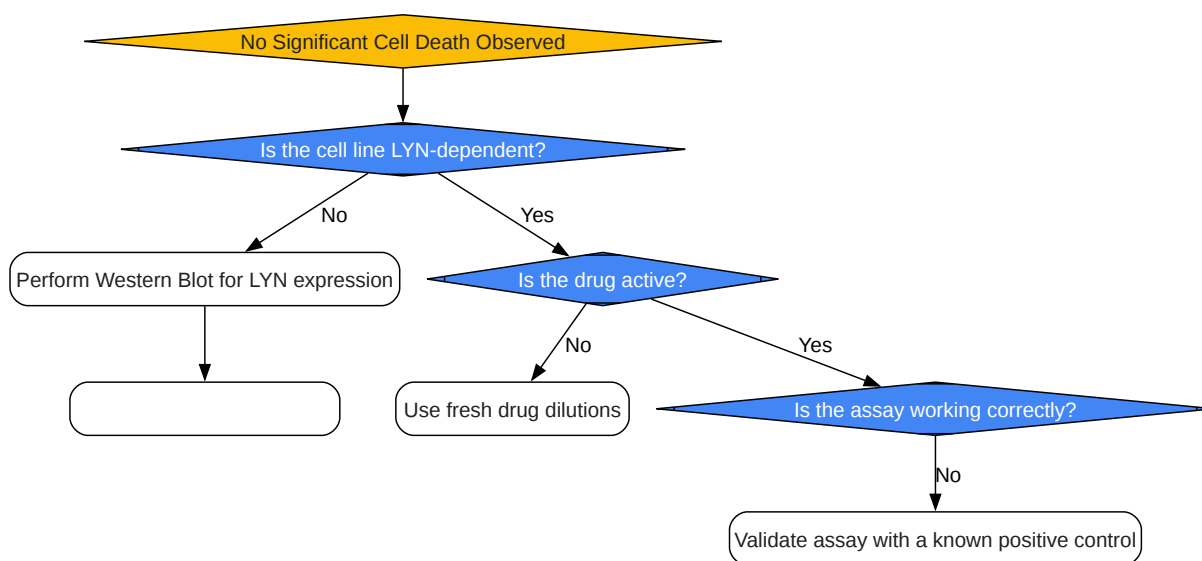 No Significant Cell Death Observed
Is the cell line LYN-dependent?
No
Yes
Perform Western Blot for LYN expression
Is the drug active?
No
Yes
Use fresh drug dilutions
Is the assay working correctly?
No
Validate assay with a known positive control